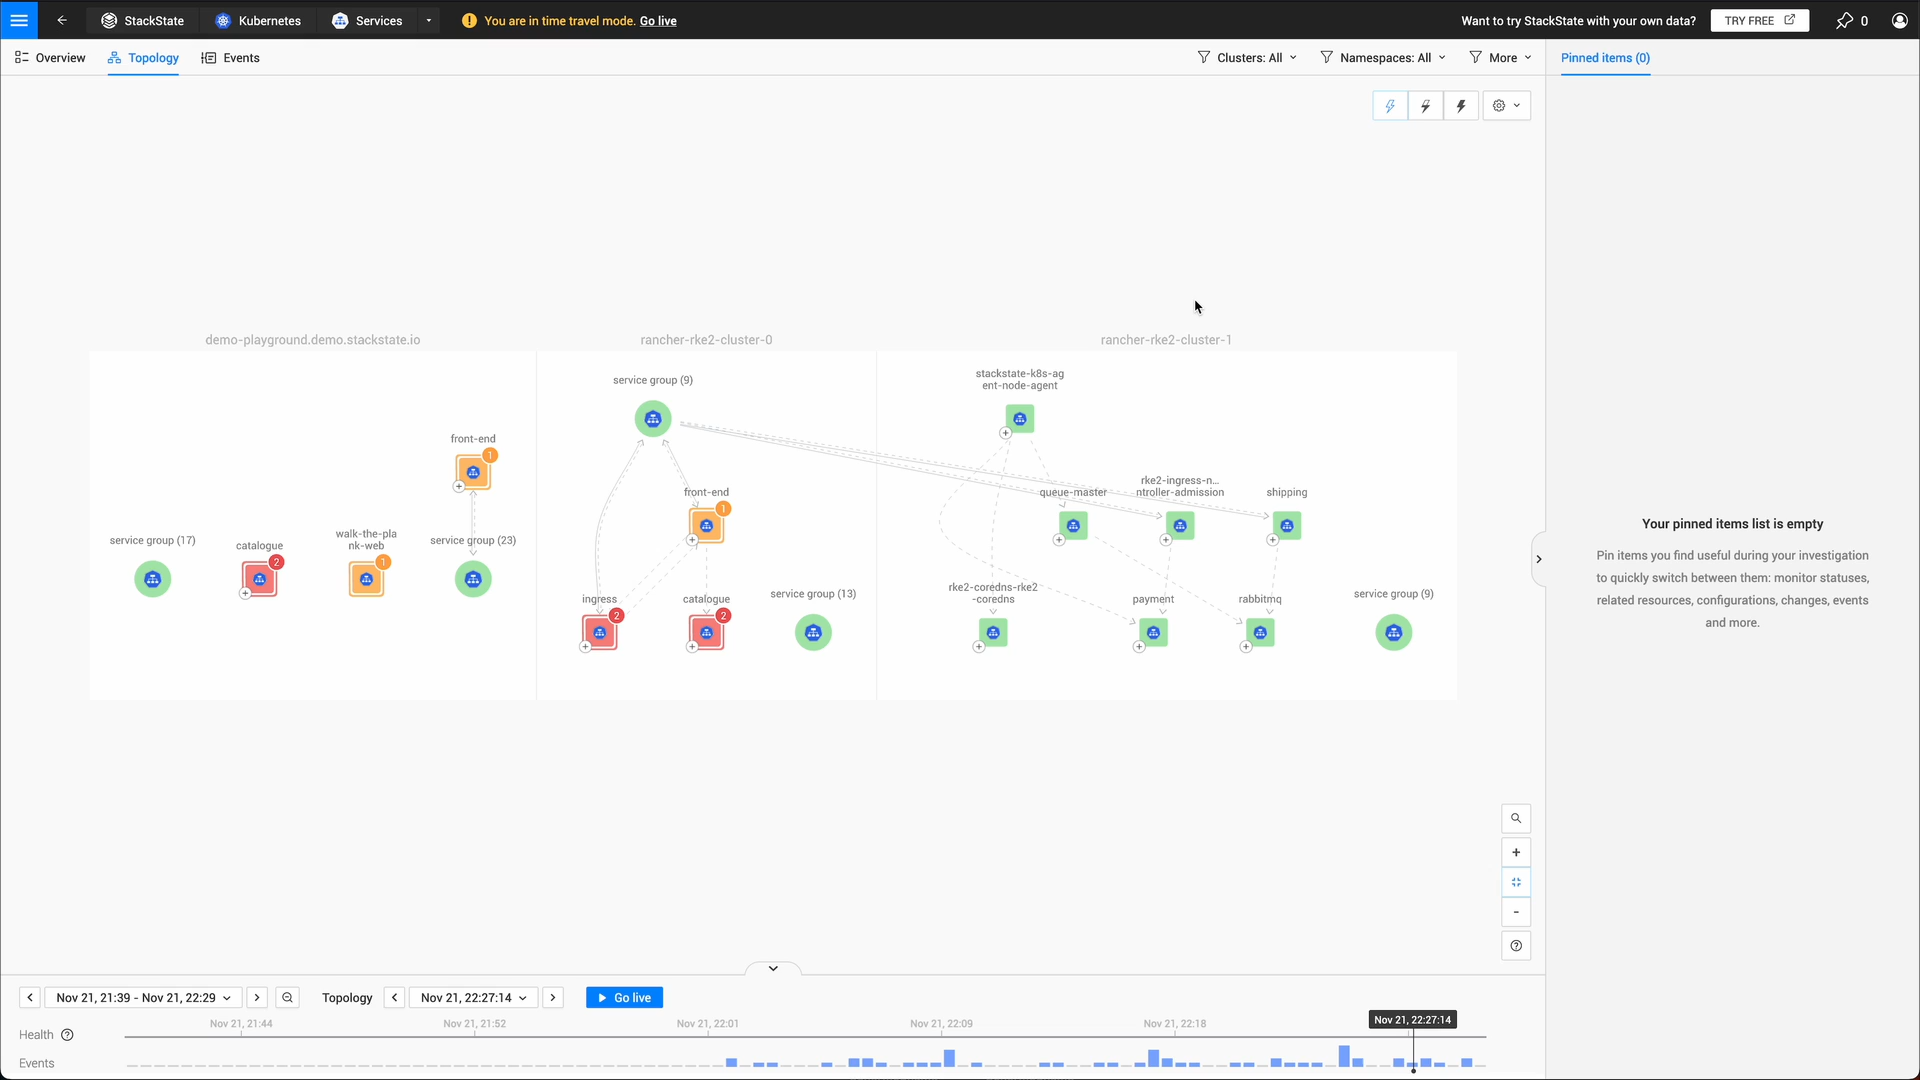 StackState
Kubernetes
Services
You are in time travel mode. Go live
Want to try StackState with your own data?
TRY FREE
0
Overview
Topology
Events
Clusters: All
Namespaces: All
More
Pinned items (0)
demo-playground.demo.stackstate.io
rancher-rke2-cluster-0
rancher-rke2-cluster-1
service group (9)
stackstate-k8s-ag
ent-node-agent
front-end
1
front-end
1
queue-master
rke2-ingress-n...
ntroller-admission
shipping
service group (17)
catalogue
2
walk-the-pla
nk-web
1
service group (23)
ingress
2
catalogue
2
service group (13)
rke2-coredns-rke2
-coredns
payment
rabbitmq
service group (9)
Your pinned items list is empty
Pin items you find useful during your investigation
to quickly switch between them: monitor statuses,
related resources, configurations, changes, events
and more.
Nov 21, 21:39 - Nov 21, 22:29
Topology
Nov 21, 22:27:14
Go live
Nov 21, 21:44
Nov 21, 21:52
Nov 21, 22:01
Nov 21, 22:09
Nov 21, 22:18
Nov 21, 22:27:14
Health
Events